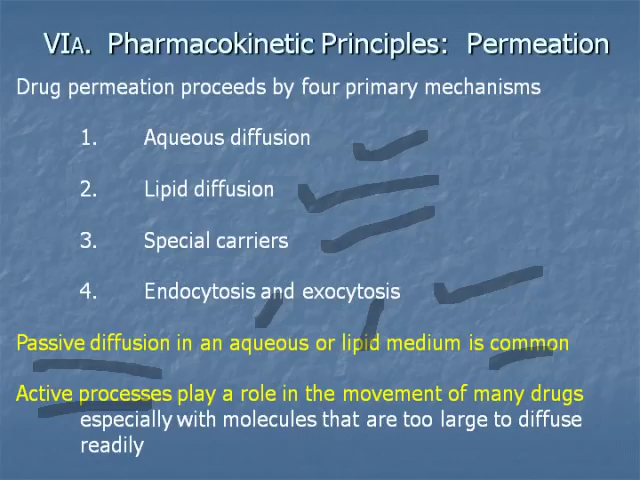 VIA. Pharmacokinetic Principles: Permeation
Drug permeation proceeds by four primary mechanisms
1. Aqueous diffusion
2. Lipid diffusion
3. Special carriers
4. Endocytosis and exocytosis
Passive diffusion in an aqueous or lipid medium is common
Active processes play a role in the movement of many drugs
especially with molecules that are too large to diffuse
readily